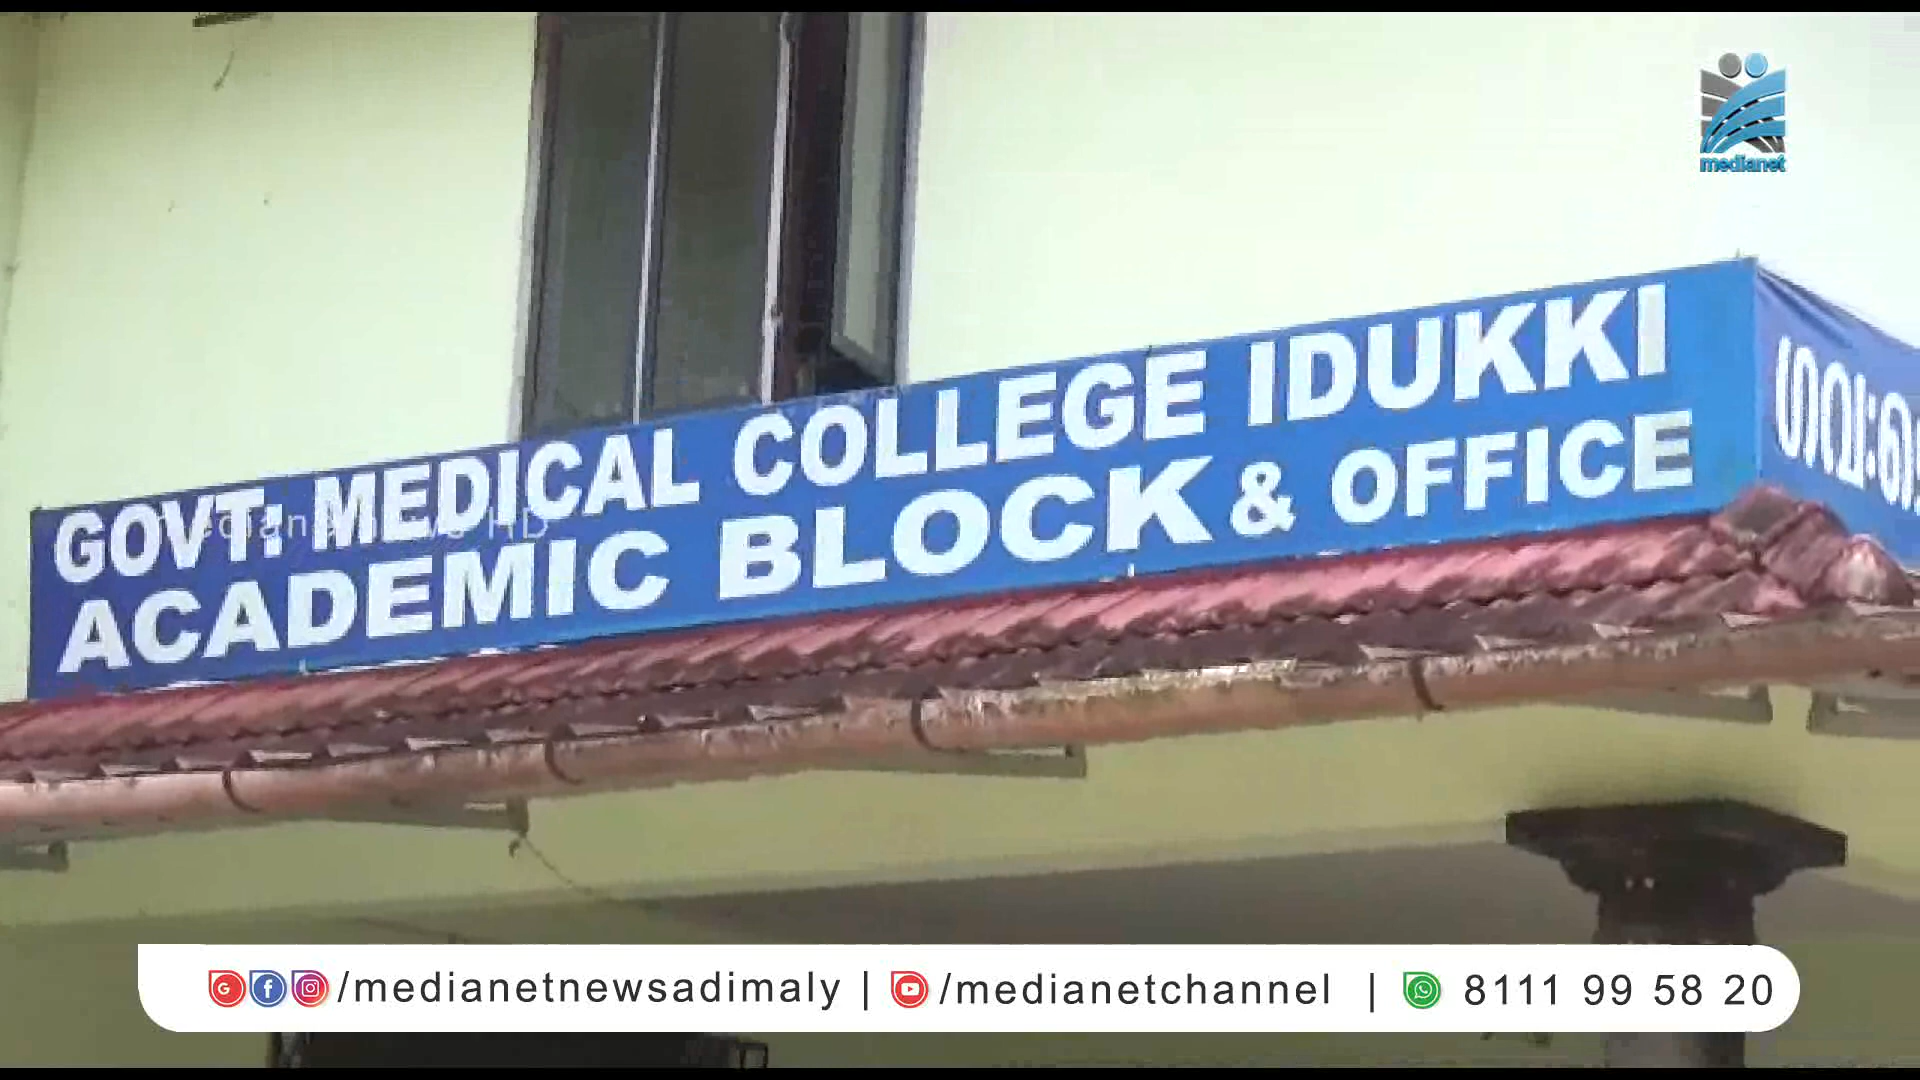 medianet
GOVT: MEDICAL COLLEGE IDUKKI
ACADEMIC BLOCK & OFFICE
/medianetnewsadimaly | /medianetchannel | 8111 99 58 20